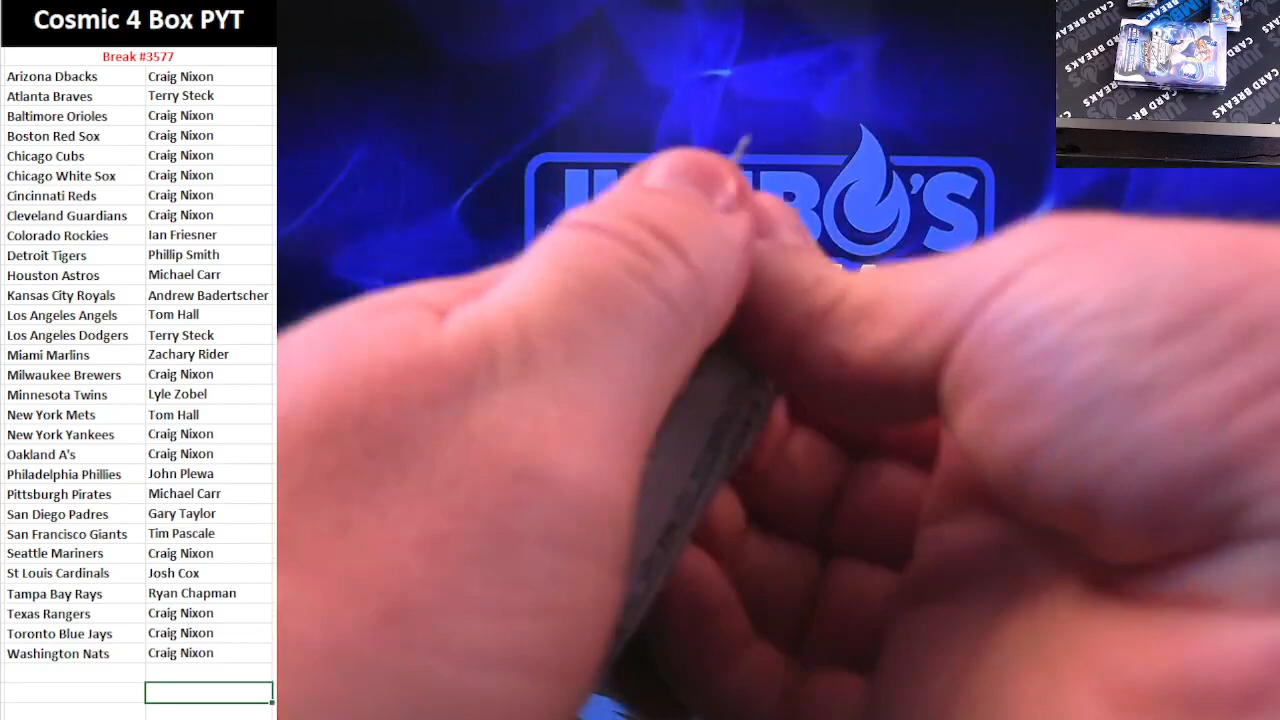 Cosmic 4 Box PYT
Break #3577
Arizona Dbacks Craig Nixon
Atlanta Braves Terry Steck
Baltimore Orioles Craig Nixon
Boston Red Sox Craig Nixon
Chicago Cubs Craig Nixon
Chicago White Sox Craig Nixon
Cincinnati Reds Craig Nixon
Cleveland Guardians Craig Nixon
Colorado Rockies Ian Friesner
Detroit Tigers Phillip Smith
Houston Astros Michael Carr
Kansas City Royals Andrew Badertscher
Los Angeles Angels Tom Hall
Los Angeles Dodgers Terry Steck
Miami Marlins Zachary Rider
Milwaukee Brewers Craig Nixon
Minnesota Twins Lyle Zobel
New York Mets Tom Hall
New York Yankees Craig Nixon
Oakland A's Craig Nixon
Philadelphia Phillies John Plewa
Pittsburgh Pirates Michael Carr
San Diego Padres Gary Taylor
San Francisco Giants Tim Pascale
Seattle Mariners Craig Nixon
St Louis Cardinals Josh Cox
Tampa Bay Rays Ryan Chapman
Texas Rangers Craig Nixon
Toronto Blue Jays Craig Nixon
Washington Nats Craig Nixon
CARD BREAKS
CARD BREAKS